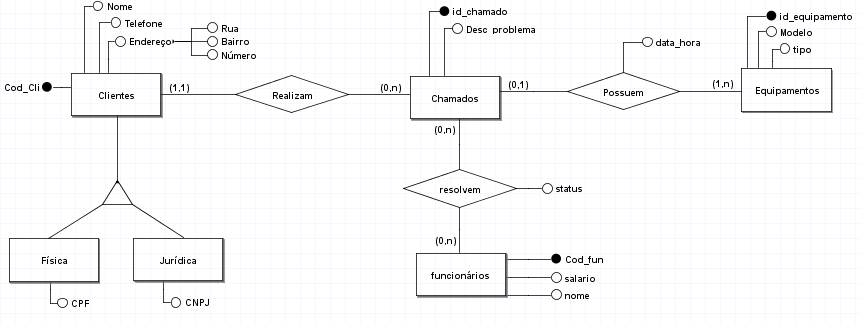 Nome
Telefone
Endereço
Rua
Bairro
Número
Cod_Cli
Clientes
(1,1)
Realizam
(0,n)
id_chamado
Desc problema
Chamados
(0,1)
data_hora
Possuem
(1,n)
id_equipamento
Modelo
tipo
Equipamentos
(0,n)
resolvem
status
(0,n)
funcionários
Cod_fun
salario
nome
Física
CPF
Jurídica
CNPJ